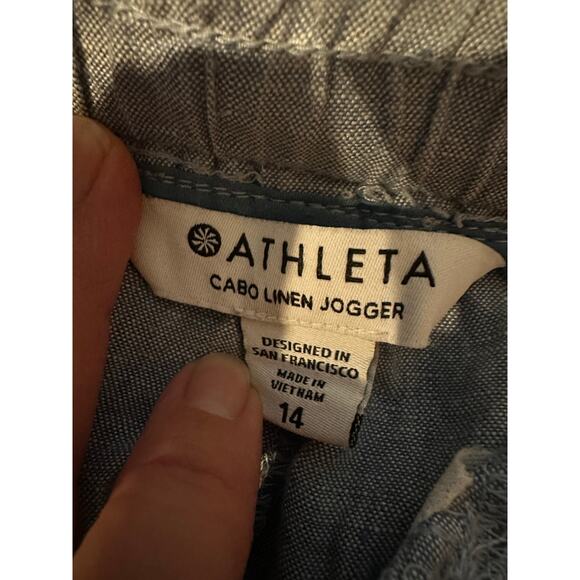 ATHLETA
CABO LINEN JOGGER
DESIGNED IN
SAN FRANCISCO
MADE IN
VIETNAM
14